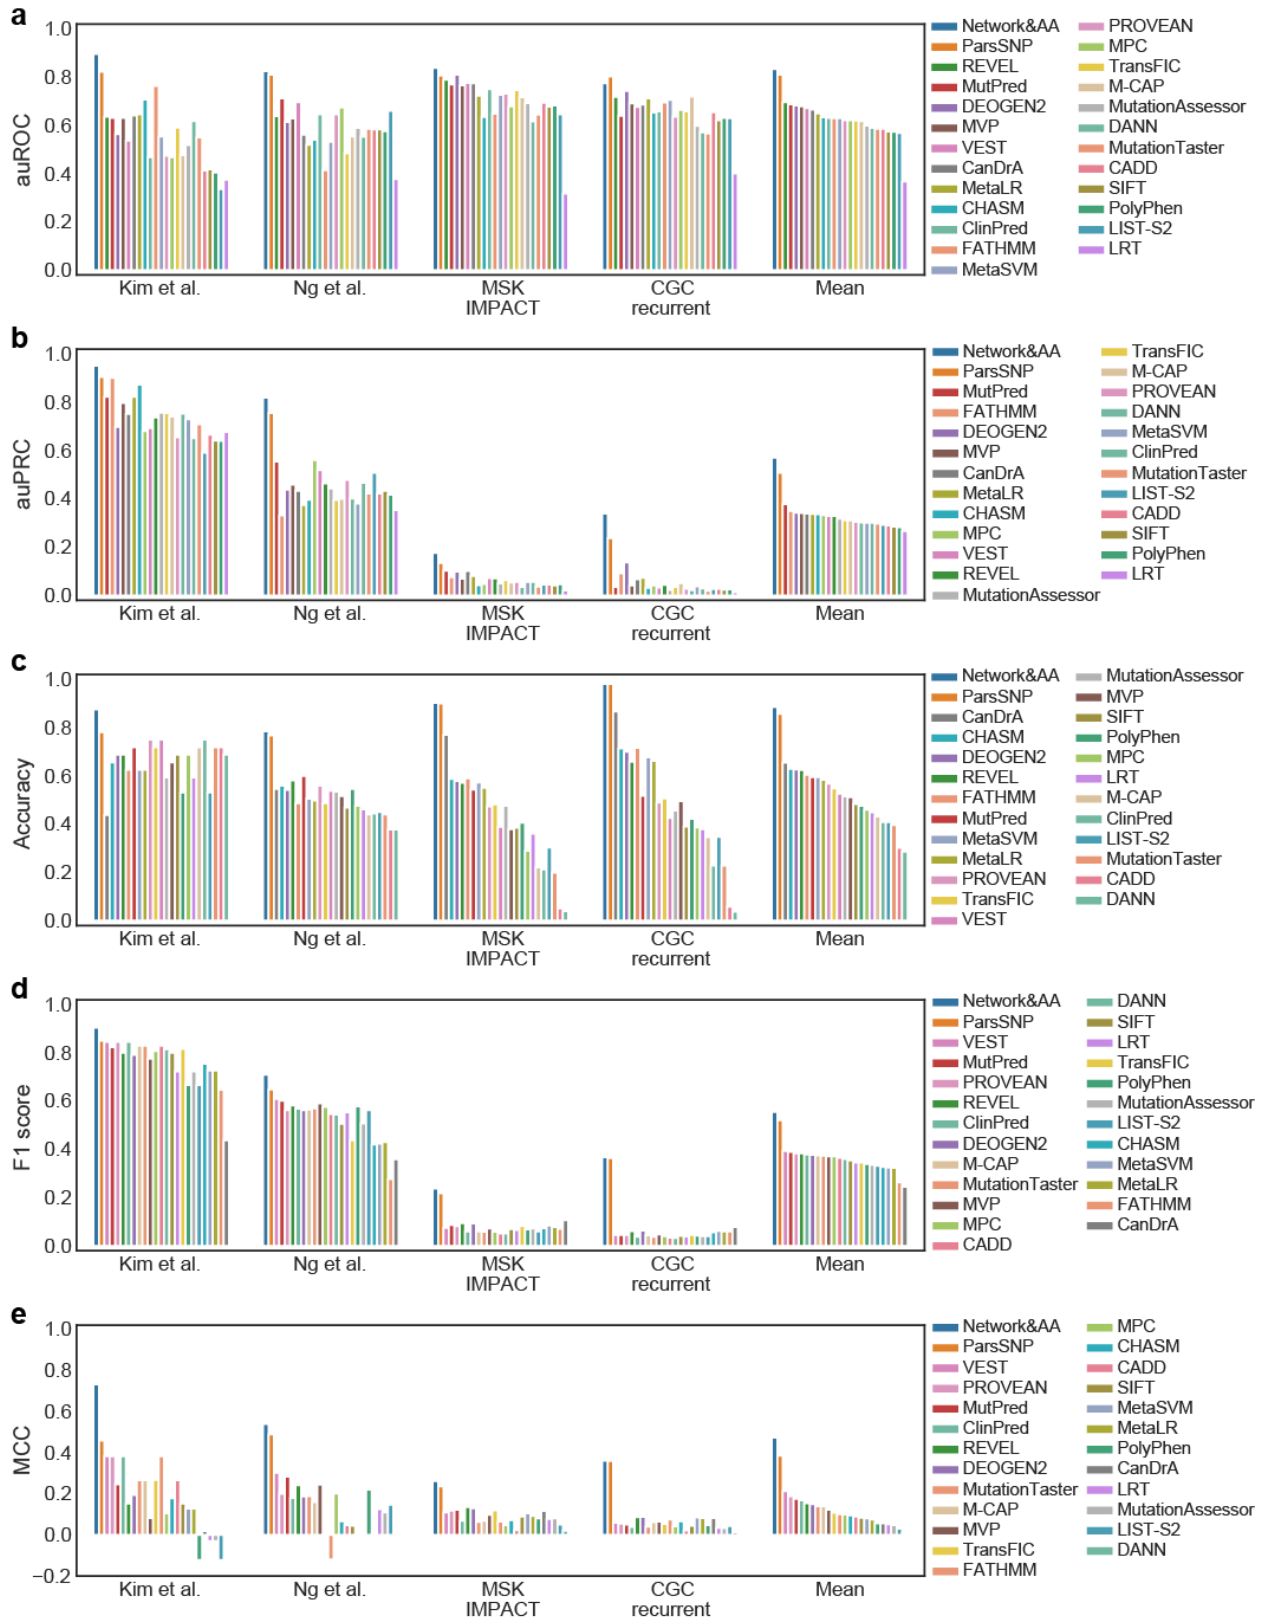 a
auROC
1.0
0.8
0.6
0.4
0.2
0.0
Kim et al.
Ng et al.
MSK
IMPACT
CGC
recurrent
Mean
Network&AA
ParsSNP
REVEL
MutPred
DEOGEN2
MVP
VEST
CanDrA
MetaLR
CHASM
ClinPred
FATHMM
MetaSVM
PROVEAN
MPC
TransFIC
M-CAP
MutationAssessor
DANN
MutationTaster
CADD
SIFT
PolyPhen
LIST-S2
LRT
b
auPRC
1.0
0.8
0.6
0.4
0.2
0.0
Kim et al.
Ng et al.
MSK
IMPACT
CGC
recurrent
Mean
Network&AA
ParsSNP
MutPred
FATHMM
DEOGEN2
MVP
CanDrA
MetaLR
CHASM
MPC
VEST
REVEL
MutationAssessor
TransFIC
M-CAP
PROVEAN
DANN
MetaSVM
ClinPred
MutationTaster
LIST-S2
CADD
SIFT
PolyPhen
LRT
c
Accuracy
1.0
0.8
0.6
0.4
0.2
0.0
Kim et al.
Ng et al.
MSK
IMPACT
CGC
recurrent
Mean
Network&AA
ParsSNP
CanDrA
CHASM
DEOGEN2
REVEL
FATHMM
MutPred
MetaSVM
MetaLR
PROVEAN
TransFIC
VEST
MutationAssessor
MVP
SIFT
PolyPhen
MPC
LRT
M-CAP
ClinPred
LIST-S2
MutationTaster
CADD
DANN
d
F1 score
1.0
0.8
0.6
0.4
0.2
0.0
Kim et al.
Ng et al.
MSK
IMPACT
CGC
recurrent
Mean
Network&AA
ParsSNP
VEST
MutPred
PROVEAN
REVEL
ClinPred
DEOGEN2
M-CAP
MutationTaster
MVP
MPC
CADD
DANN
SIFT
LRT
TransFIC
PolyPhen
MutationAssessor
LIST-S2
CHASM
MetaSVM
MetaLR
FATHMM
CanDrA
e
MCC
1.0
0.8
0.6
0.4
0.2
0.0
−0.2
Kim et al.
Ng et al.
MSK
IMPACT
CGC
recurrent
Mean
Network&AA
ParsSNP
VEST
PROVEAN
MutPred
ClinPred
REVEL
DEOGEN2
MutationTaster
M-CAP
MVP
TransFIC
FATHMM
MPC
CHASM
CADD
SIFT
MetaSVM
MetaLR
PolyPhen
CanDrA
LRT
MutationAssessor
LIST-S2
DANN